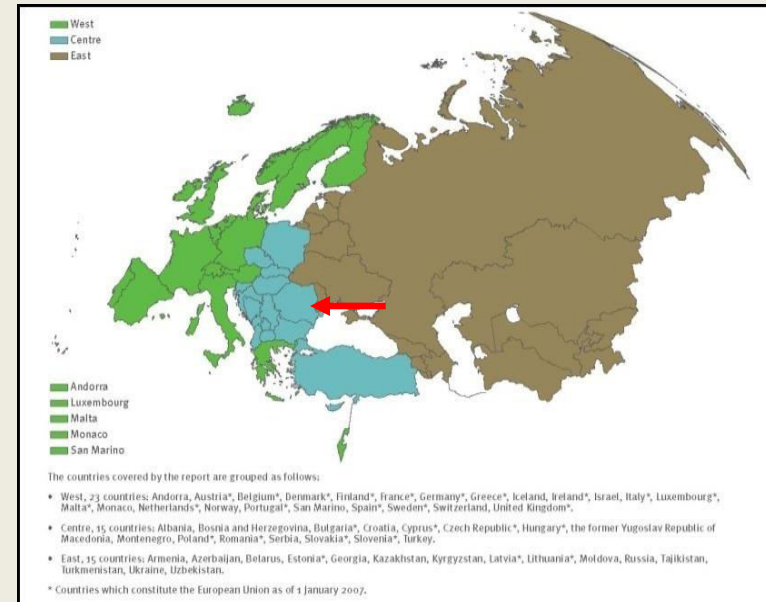 West
Centre
East
Andorra
Luxembourg
Malta
Monaco
San Marino
The countries covered by the report are grouped as follows:
• West, 23 countries: Andorra, Austria*, Belgium*, Denmark*, Finland*, France*, Germany*, Greece*, Iceland, Ireland*, Israel, Italy*, Luxembourg*,
Malta*, Monaco, Netherlands*, Norway, Portugal*, San Marino, Spain*, Sweden*, Switzerland, United Kingdom*.
• Centre, 15 countries: Albania, Bosnia and Herzegovina, Bulgaria*, Croatia, Cyprus*, Czech Republic*, Hungary*, the former Yugoslav Republic of
Macedonia, Montenegro, Poland*, Romania*, Serbia, Slovakia*, Slovenia*, Turkey.
• East, 15 countries: Armenia, Azerbaijan, Belarus, Estonia*, Georgia, Kazakhstan, Kyrgyzstan, Latvia*, Lithuania*, Moldova, Russia, Tajikistan,
Turkmenistan, Ukraine, Uzbekistan.
* Countries which constitute the European Union as of 1 January 2007.